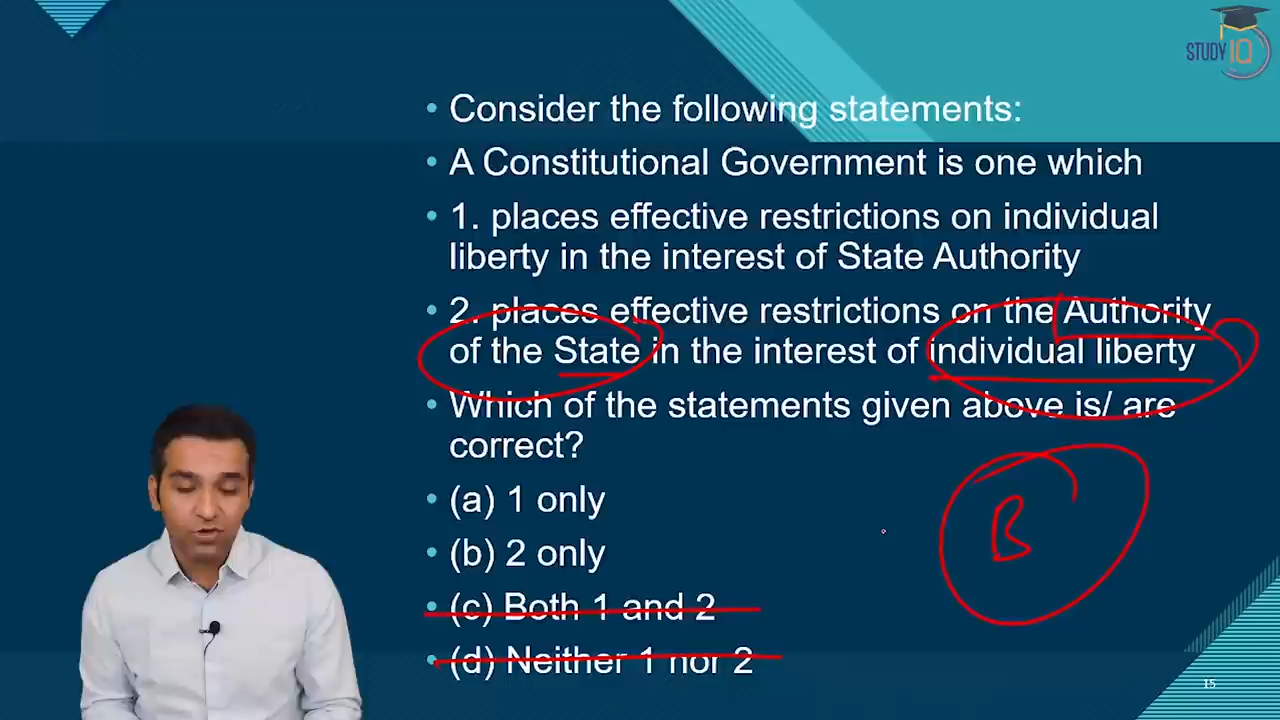 STUDY IQ
• Consider the following statements:
• A Constitutional Government is one which
• 1. places effective restrictions on individual
liberty in the interest of State Authority
• 2. places effective restrictions on the Authority
of the State in the interest of individual liberty
• Which of the statements given above is/ are
correct?
• (a) 1 only
• (b) 2 only
B
• (c) Both 1 and 2
• (d) Neither 1 nor 2
15